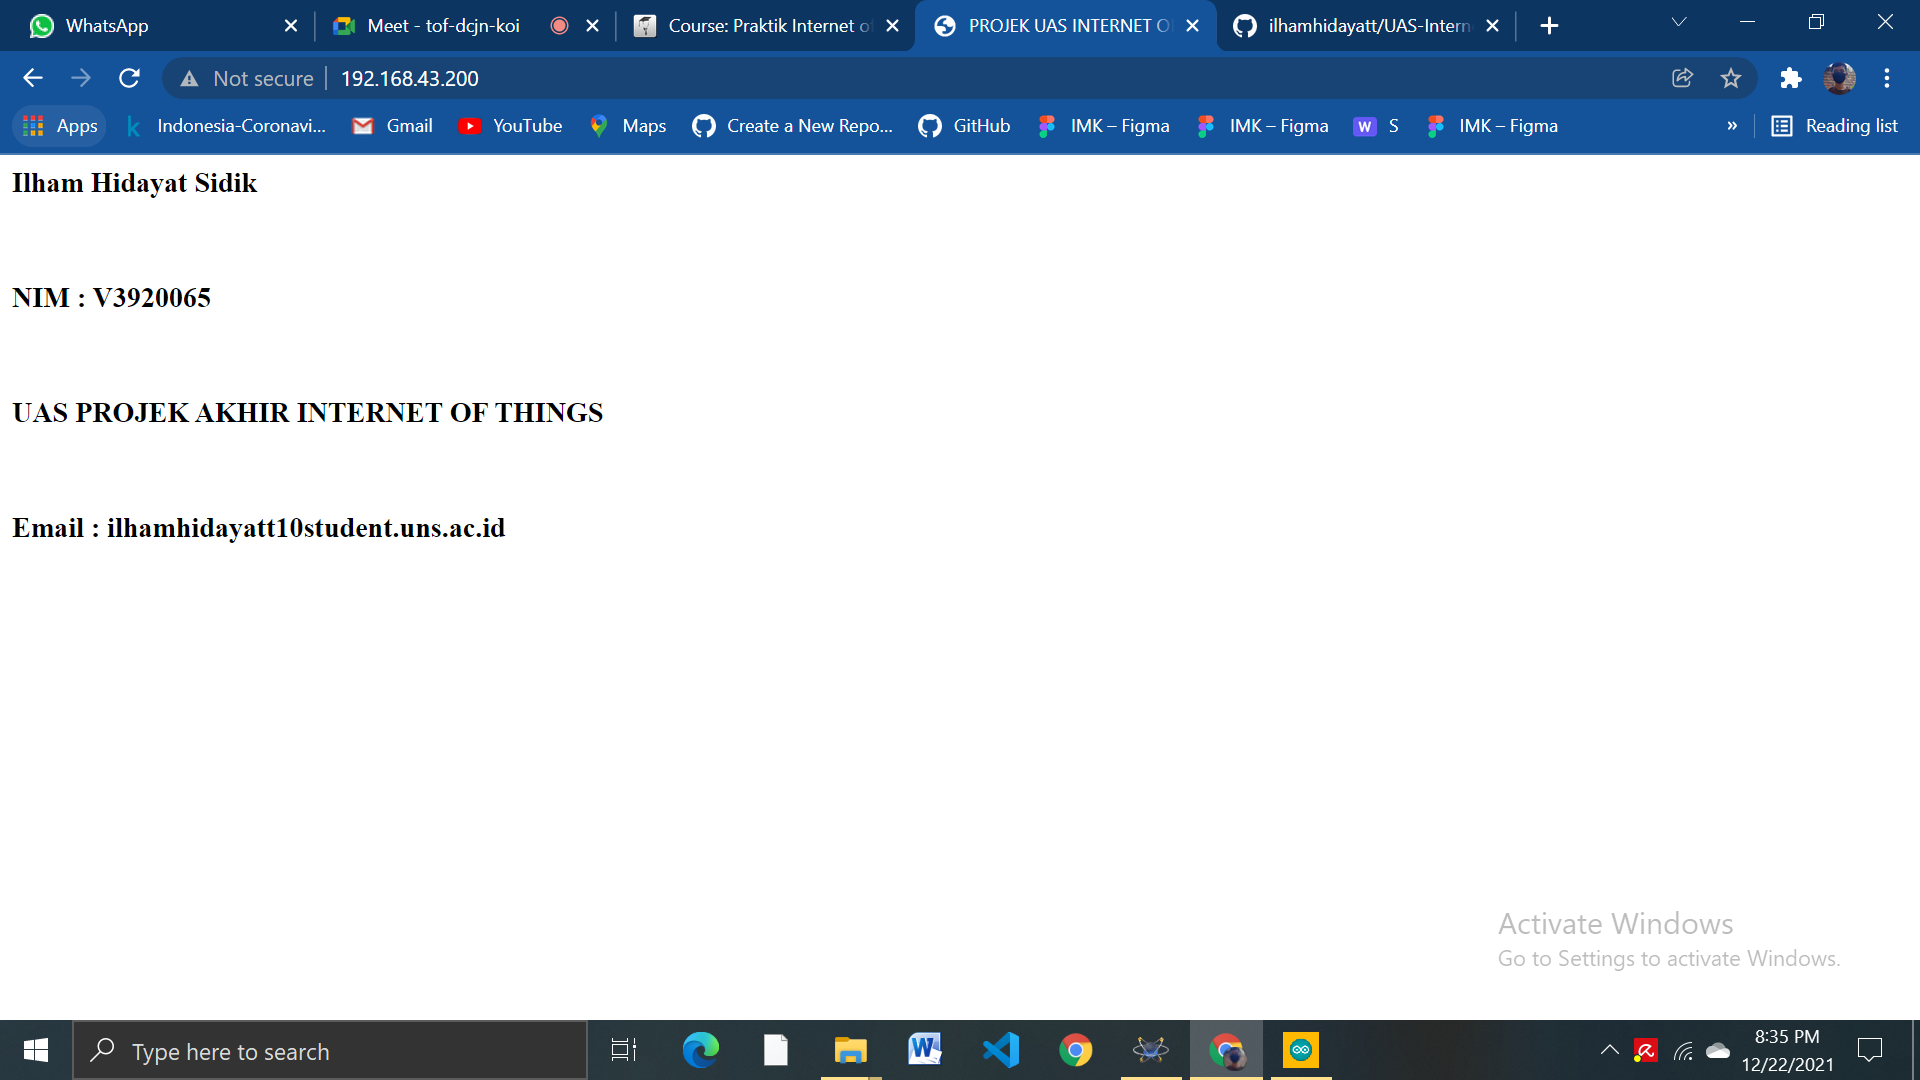 WhatsApp
Meet - tof-dcjn-koi
Course: Praktik Internet o
PROJEK UAS INTERNET O
ilhamhidayatt/UAS-Intern
Not secure
192.168.43.200
Apps
Indonesia-Coronavi...
Gmail
YouTube
Maps
Create a New Repo...
GitHub
IMK – Figma
IMK – Figma
W S
IMK – Figma
»
Reading list
Ilham Hidayat Sidik
NIM : V3920065
UAS PROJEK AKHIR INTERNET OF THINGS
Email : ilhamhidayatt10student.uns.ac.id
Activate Windows
Go to Settings to activate Windows.
Type here to search
8:35 PM
12/22/2021